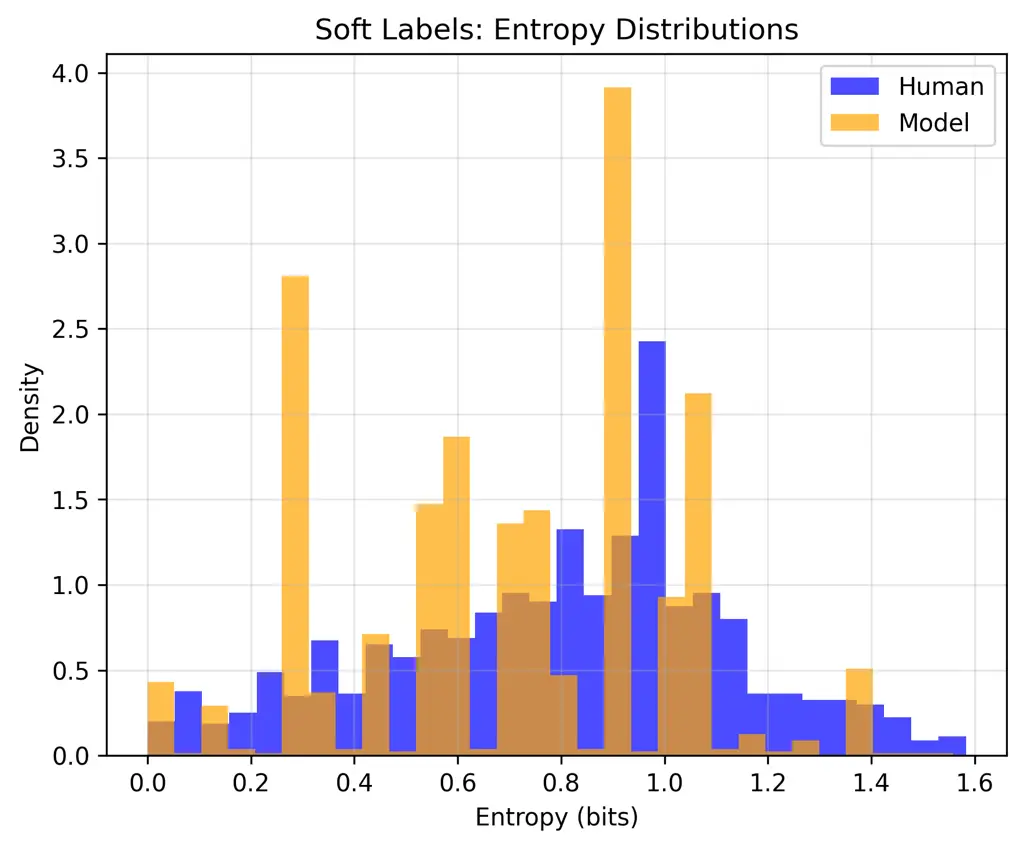 Soft Labels: Entropy Distributions
Human
Model
Density
4.0
3.5
3.0
2.5
2.0
1.5
1.0
0.5
0.0
0.0 0.2 0.4 0.6 0.8 1.0 1.2 1.4 1.6
Entropy (bits)